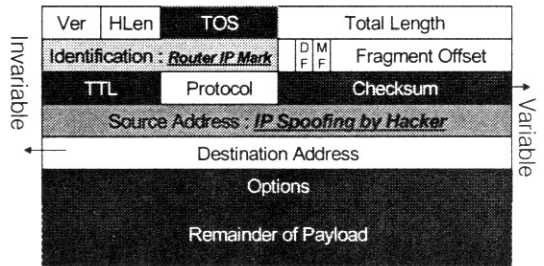 Ver HLen TOS Total Length
Identification : Router IP Mark D F M F Fragment Offset
TTL Protocol Checksum
Source Address : IP Spoofing by Hacker
Destination Address
Options
Remainder of Payload
Invariable
Variable